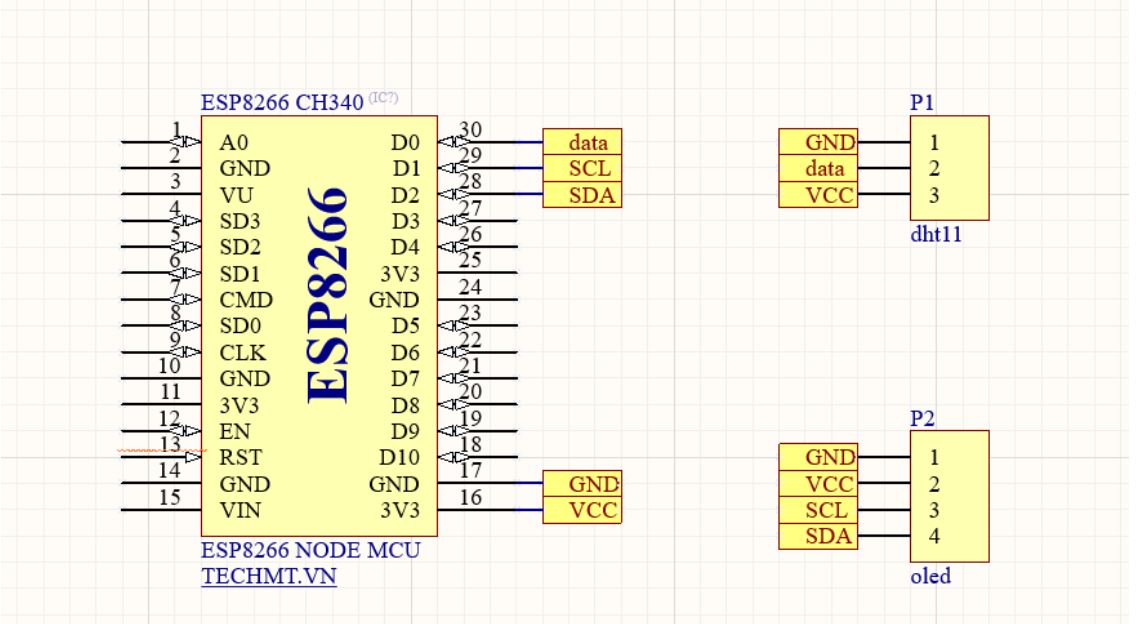 ESP8266 CH340 (IC?)
1 A0 D0 30 data
2 GND D1 29 SCL
3 VU D2 28 SDA
4 SD3 D3 27
5 SD2 D4 26
6 SD1 3V3 25
7 CMD GND 24
8 SD0 D5 23
9 CLK D6 22
10 GND D7 21
11 3V3 D8 20
12 EN D9 19
13 RST D10 18
14 GND GND 17 GND
15 VIN 3V3 16 VCC
ESP8266
ESP8266 NODE MCU
TECHMT.VN
P1
GND 1
data 2
VCC 3
dht11
P2
GND 1
VCC 2
SCL 3
SDA 4
oled